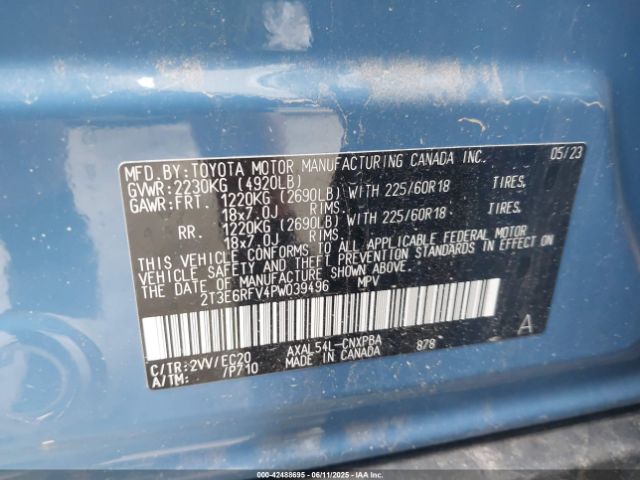 MFD.BY:TOYOTA MOTOR MANUFACTURING CANADA INC. 05/23
GVWR:2230KG (4920LB)
GAWR:FRT. 1220KG (2690LB) WITH 225/60R18 TIRES.
18x7.0J RIMS
RR. 1220KG (2690LB) WITH 225/60R18 TIRES.
18x7.0J RIMS
THIS VEHICLE CONFORMS TO ALL APPLICABLE FEDERAL MOTOR
VEHICLE SAFETY AND THEFT PREVENTION STANDARDS IN EFFECT ON
THE DATE OF MANUFACTURE SHOWN ABOVE.
2T3E6RFV4PW039496 MPV
C/TR:2VV/EC20 AXAL54L-CNXPBA 878 A
A/TM: /P710 MADE IN CANADA
000-42488695 - 06/11/2025 - IAAI.COM